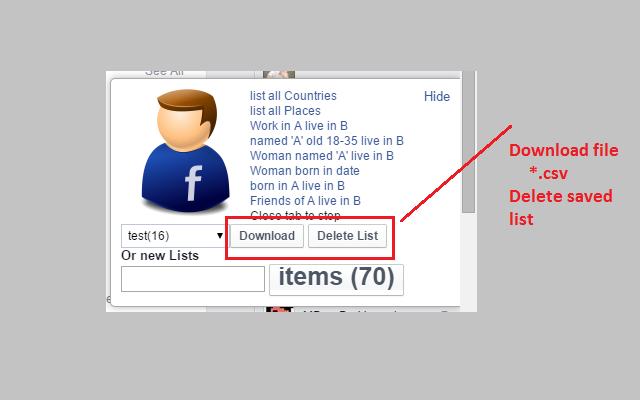 See All
list all Countries
Hide
list all Places
Work in A live in B
named 'A' old 18-35 live in B
Woman named 'A' live in B
Woman born in date
born in A live in B
Friends of A live in B
Close tab to stop
f
test(16)
Download
Delete List
Or new Lists
items (70)
Download file
*.csv
Delete saved
list